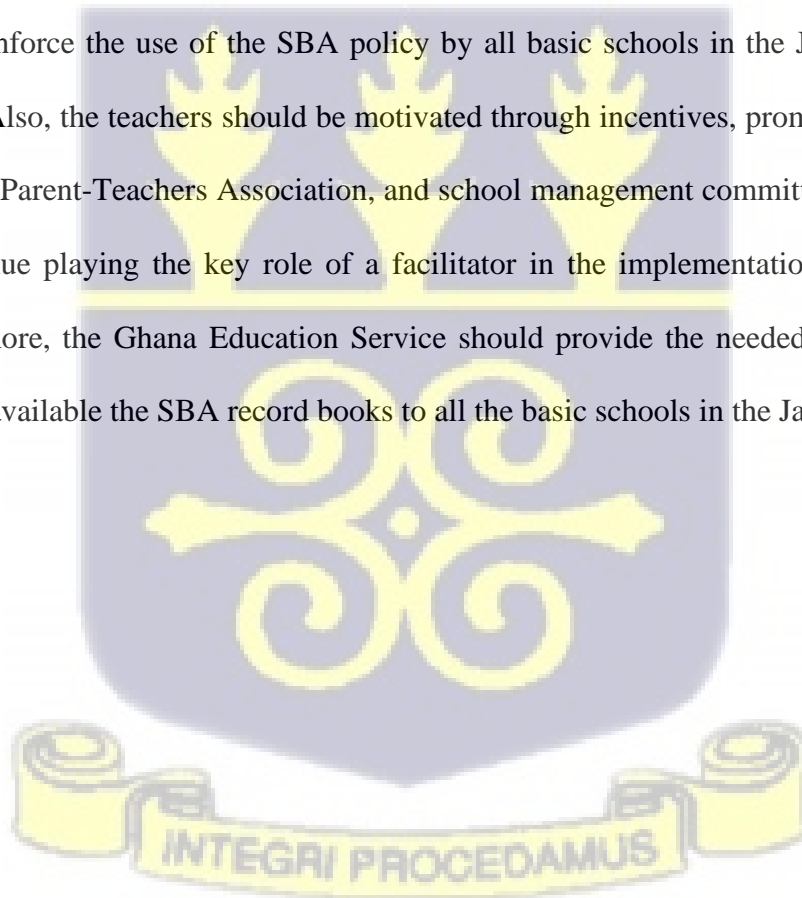 nforce the use of the SBA policy by all basic schools in the J
Also, the teachers should be motivated through incentives, pron
Parent-Teachers Association, and school management committ
ue playing the key role of a facilitator in the implementatio
nore, the Ghana Education Service should provide the needed
available the SBA record books to all the basic schools in the Ja
INTEGRI PROCEDAMUS